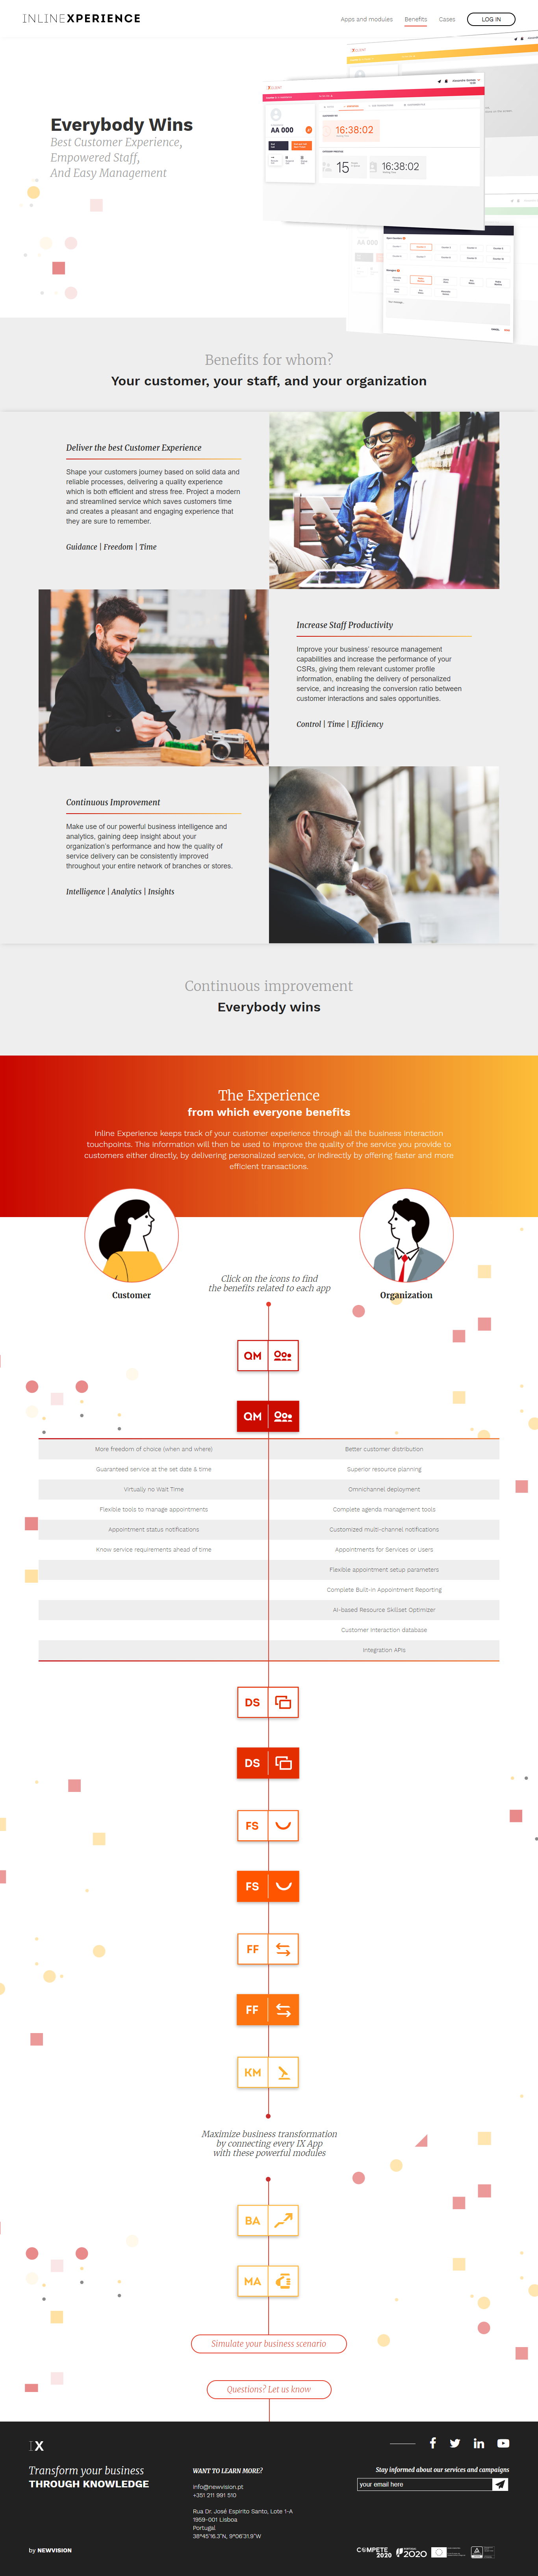 INLINEXPERIENCE
Apps and modules
Benefits
Cases
LOG IN
Everybody Wins
Best Customer Experience,
Empowered Staff,
And Easy Management
AA 000
16:38:02
15
16:38:02
AA 000
Benefits for whom?
Your customer, your staff, and your organization
Deliver the best Customer Experience
Shape your customers journey based on solid data and
reliable processes, delivering a quality experience
which is both efficient and stress free. Project a modern
and streamlined service which saves customers time
and creates a pleasant and engaging experience that
they are sure to remember.
Guidance | Freedom | Time
Increase Staff Productivity
Improve your business' resource management
capabilities and increase the performance of your
CSRs, giving them relevant customer profile
information, enabling the delivery of personalized
service, and increasing the conversion ratio between
customer interactions and sales opportunities.
Control | Time | Efficiency
Continuous Improvement
Make use of our powerful business intelligence and
analytics, gaining deep insight about your
organization's performance and how the quality of
service delivery can be consistently improved
throughout your entire network of branches or stores.
Intelligence | Analytics | Insights
Continuous improvement
Everybody wins
The Experience
from which everyone benefits
Inline Experience keeps track of your customer experience through all the business interaction
touchpoints. This information will then be used to improve the quality of the service you provide to
customers either directly, by delivering personalized service, or indirectly by offering faster and more
efficient transactions.
Customer
Click on the icons to find
the benefits related to each app
Organization
QM
QM
More freedom of choice (when and where)
Better customer distribution
Guaranteed service at the set date & time
Superior resource planning
Virtually no Wait Time
Omnichannel deployment
Flexible tools to manage appointments
Complete agenda management tools
Appointment status notifications
Customized multi-channel notifications
Know service requirements ahead of time
Appointments for Services or Users
Flexible appointment setup parameters
Complete Built-in Appointment Reporting
AI-based Resource Skillset Optimizer
Customer Interaction database
Integration APIs
DS
DS
FS
FS
FF
FF
KM
Maximize business transformation
by connecting every IX App
with these powerful modules
BA
MA
Simulate your business scenario
Questions? Let us know
IX
Transform your business
THROUGH KNOWLEDGE
WANT TO LEARN MORE?
info@newvision.pt
+351 211 991 510
Rua Dr. José Espirito Santo, Lote 1-A
1959-001 Lisboa
Portugal
38°45'16.3"N, 9°06'31.9"W
Stay informed about our services and campaigns
your email here
by NEWVISION
COMPETE
2020
2020